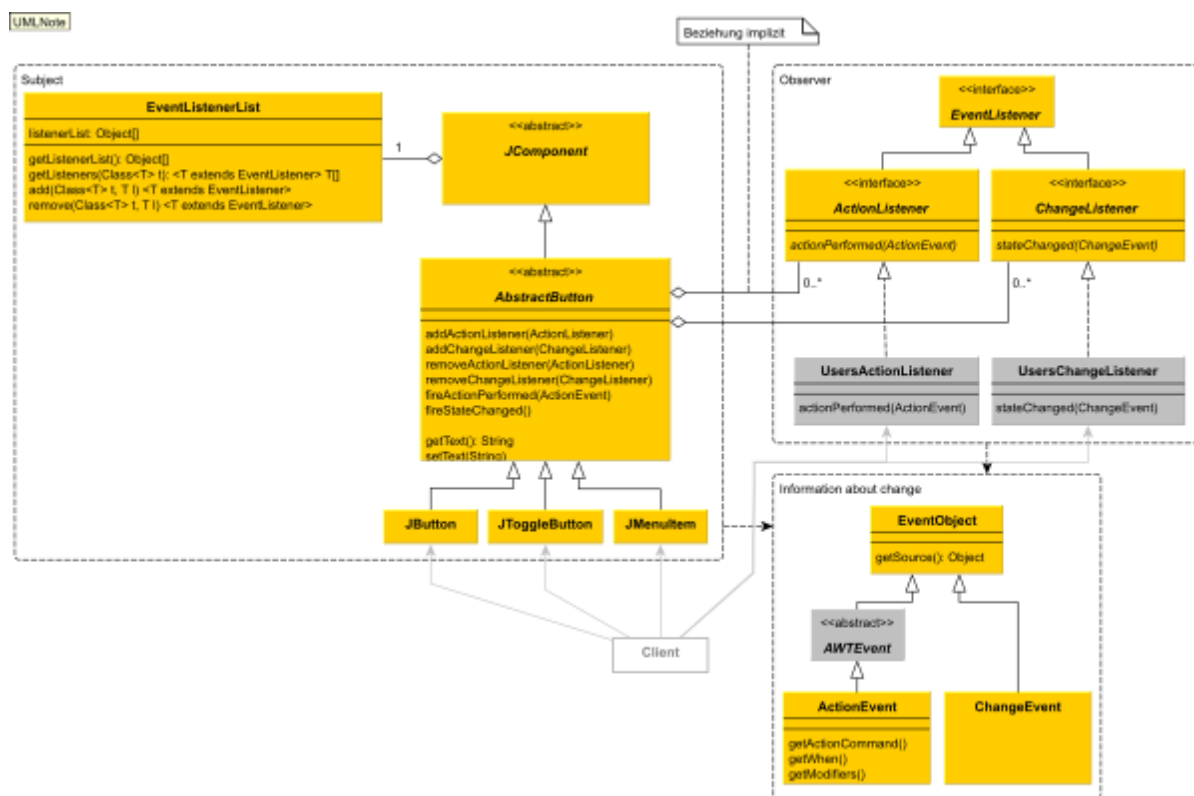 UMLNote
Beziehung implizit
Subject
EventListenerList
listenerList: Object[]
getListenerList(): Object[]
getListeners(Class<T> t): <T extends EventListener> T[]
add(Class<T> t, T l) <T extends EventListener>
remove(Class<T> t, T l) <T extends EventListener>
1
<<abstract>>
JComponent
<<abstract>>
AbstractButton
addActionListener(ActionListener)
addChangeListener(ChangeListener)
removeActionListener(ActionListener)
removeChangeListener(ChangeListener)
fireActionPerformed(ActionEvent)
fireStateChanged()
getText(): String
setText(String)
JButton
JToggleButton
JMenuItem
Observer
<<interface>>
EventListener
<<interface>>
ActionListener
actionPerformed(ActionEvent)
<<interface>>
ChangeListener
stateChanged(ChangeEvent)
0..*
0..*
UsersActionListener
actionPerformed(ActionEvent)
UsersChangeListener
stateChanged(ChangeEvent)
Information about change
EventObject
getSource(): Object
<<abstract>>
AWTEvent
ActionEvent
getActionCommand()
getWhen()
getModifiers()
ChangeEvent
Client